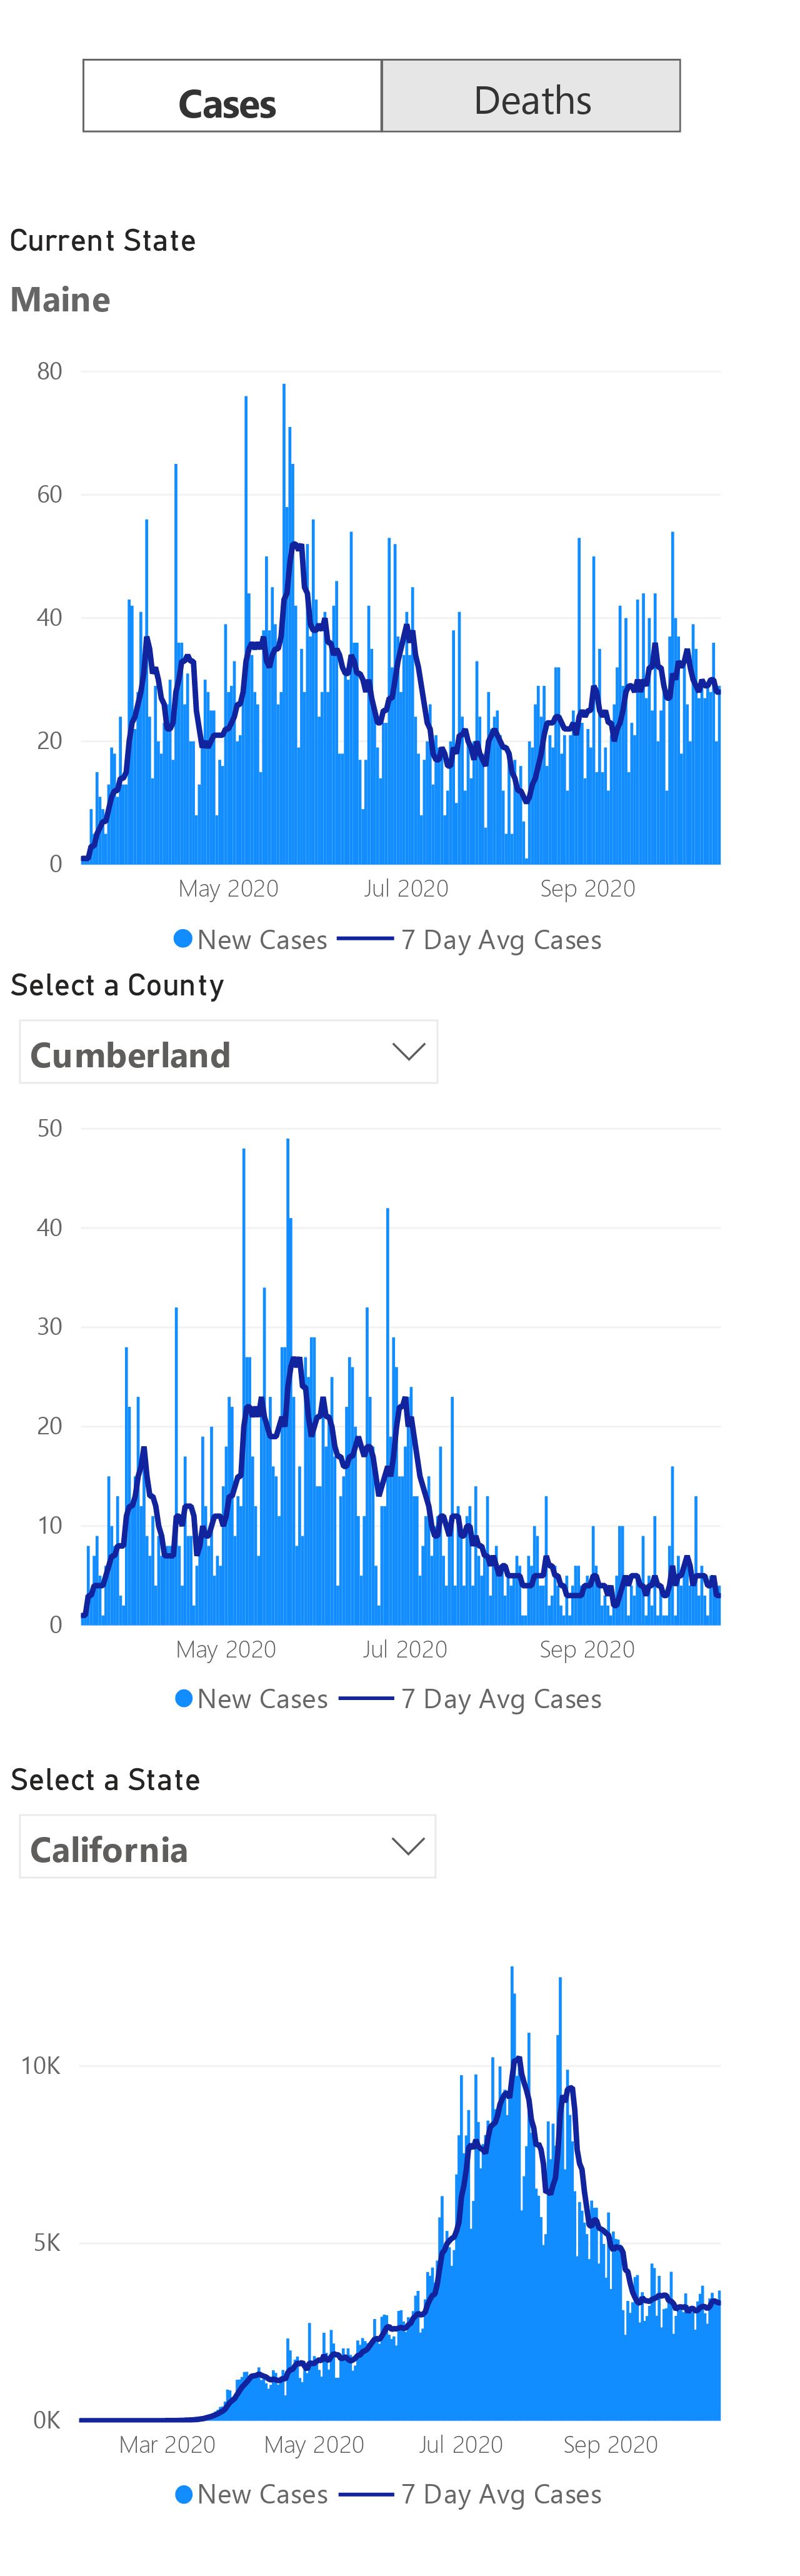 Cases Deaths
Current State
Maine
80
60
40
20
0
May 2020 Jul 2020 Sep 2020
New Cases 7 Day Avg Cases
Select a County
Cumberland
50
40
30
20
10
0
May 2020 Jul 2020 Sep 2020
New Cases 7 Day Avg Cases
Select a State
California
10K
5K
0K
Mar 2020 May 2020 Jul 2020 Sep 2020
New Cases 7 Day Avg Cases